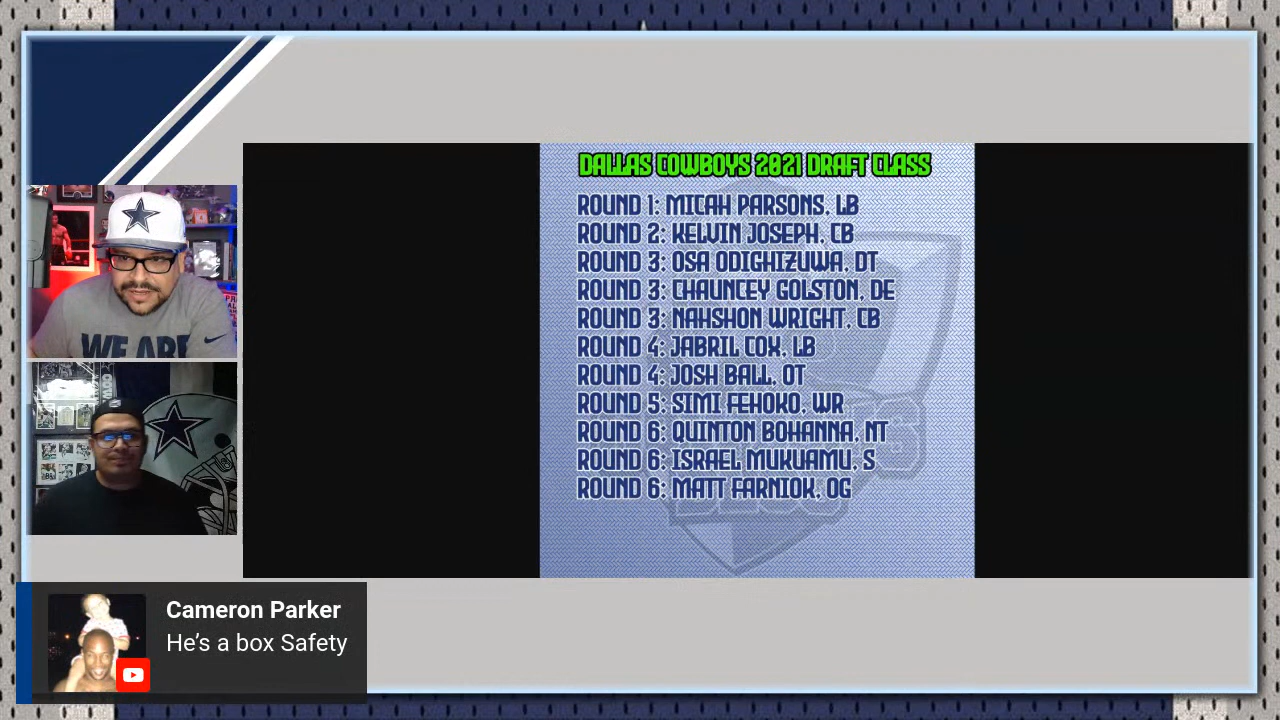 DALLAS COWBOYS 2021 DRAFT CLASS
ROUND 1: MICAH PARSONS, LB
ROUND 2: KELVIN JOSEPH, CB
ROUND 3: OSA ODIGHIZUWA, DT
ROUND 3: CHAUNCEY GOLSTON, DE
ROUND 3: NAHSHON WRIGHT, CB
ROUND 4: JABRIL COX, LB
ROUND 4: JOSH BALL, OT
ROUND 5: SIMI FEHOKO, WR
ROUND 6: QUINTON BOHANNA, NT
ROUND 6: ISRAEL MUKUAMU, S
ROUND 6: MATT FARNIOK, OG
WE ARE
Cameron Parker
He's a box Safety